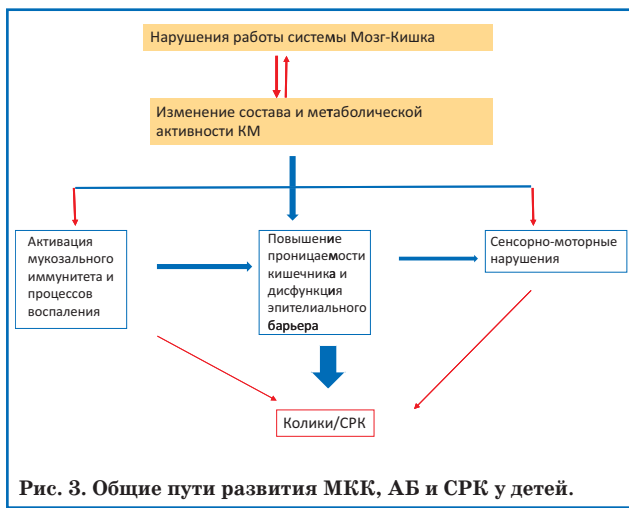 Нарушения работы системы Мозг-Кишка
Изменение состава и метаболической
активности КМ
Активация
мукозального
иммунитета и
процессов
воспаления
Повышение
проницаемости
кишечника и
дисфункция
эпителиального
барьера
Сенсорно-моторные
нарушения
Колики/СРК
Рис. 3. Общие пути развития МКК, АБ и СРК у детей.